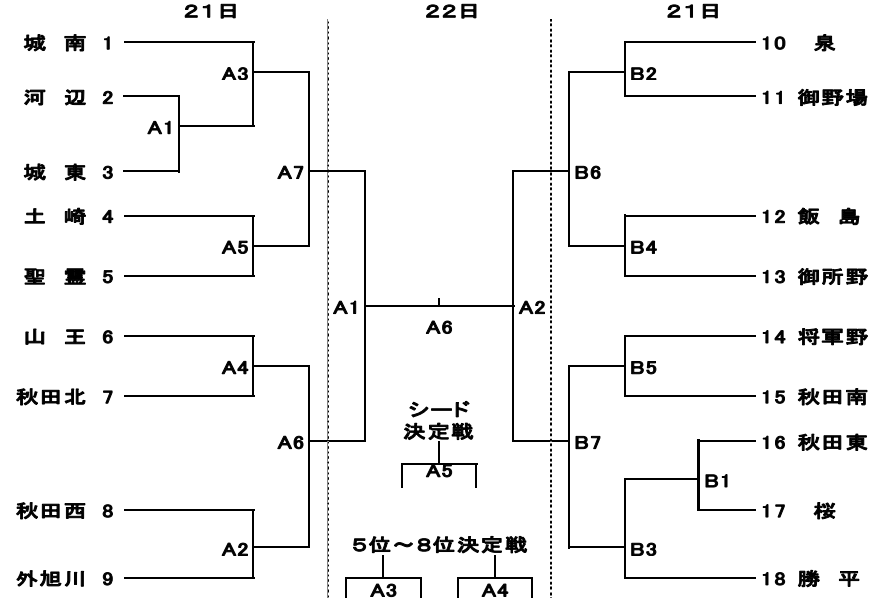 21日 22日 21日
城 南 1
A3
河 辺 2
A1
城 東 3
A7
土 崎 4
A5
聖 霊 5
A1
山 王 6
A4
秋田北 7
A6
秋田西 8
A2
外旭川 9
A6
シード
決定戦
A5
5位～8位決定戦
A3 A4
10 泉
B2
11 御野場
B6
12 飯 島
B4
13 御所野
A2
14 将軍野
B5
15 秋田南
B7
16 秋田東
B1
17 桜
B3
18 勝 平